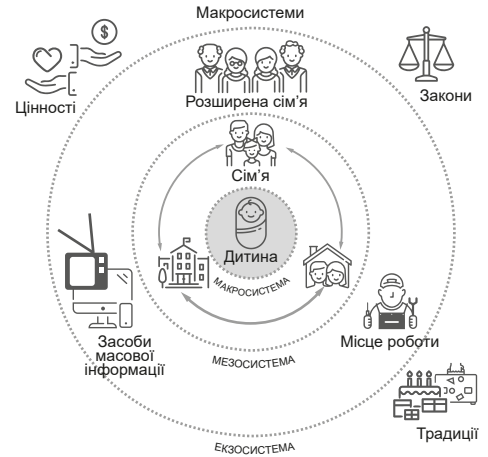 Макросистеми
$
Цінності
Розширена сім’я
Закони
Сім’я
Дитина
МАКРОСИСТЕМА
Засоби
масової
інформації
Місце роботи
МЕЗОСИСТЕМА
Традиції
ЕКЗОСИСТЕМА